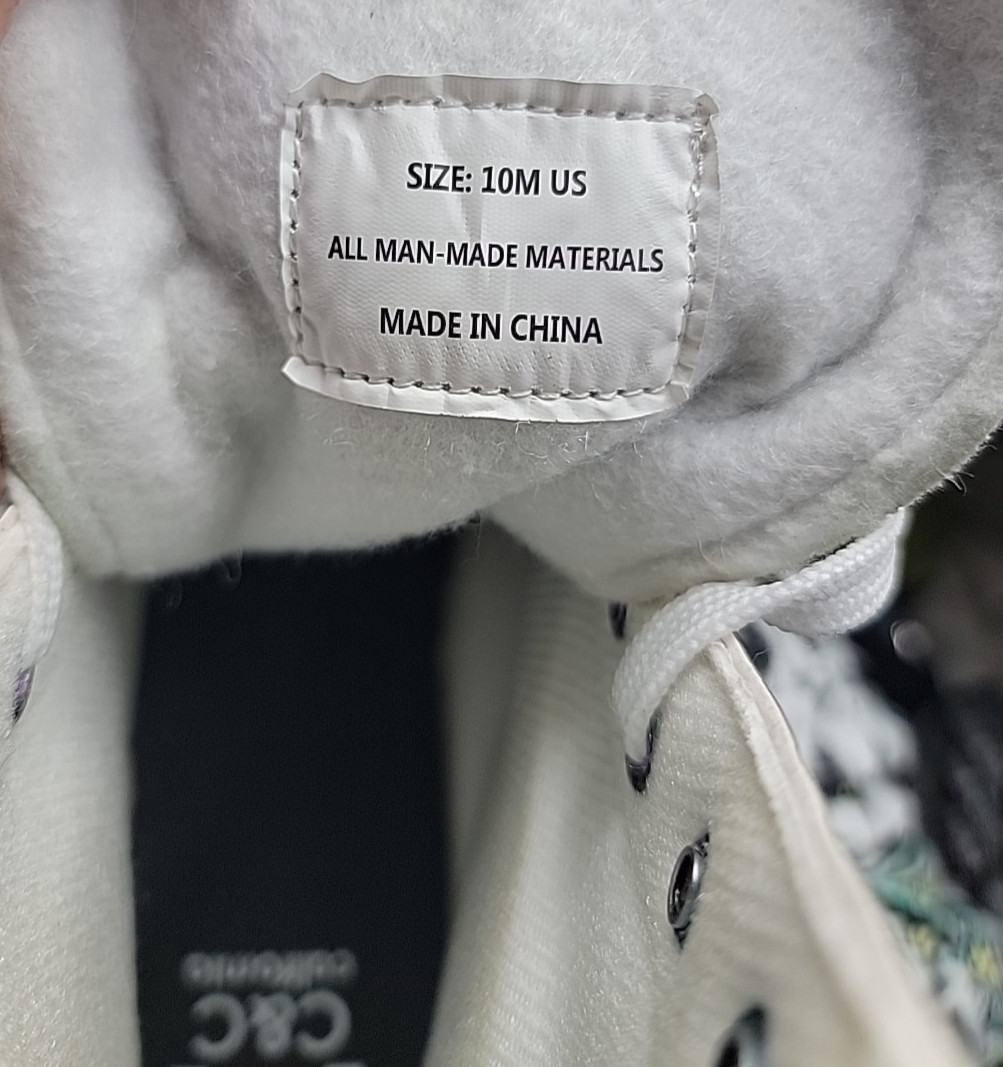 SIZE: 10M US
ALL MAN-MADE MATERIALS
MADE IN CHINA
C&C
california